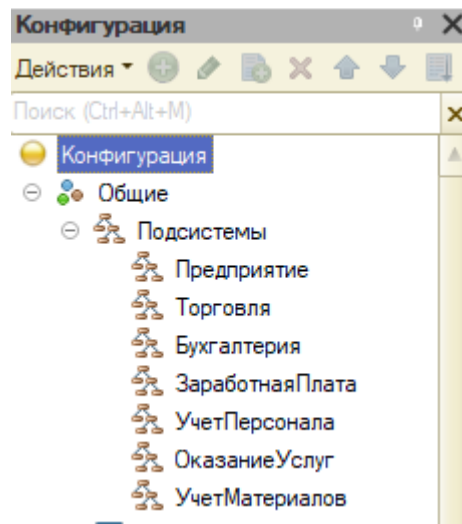 Конфигурация
Действия
Поиск (Ctrl+Alt+M)
Конфигурация
Общие
Подсистемы
Предприятие
Торговля
Бухгалтерия
ЗаработнаяПлата
УчетПерсонала
ОказаниеУслуг
УчетМатериалов